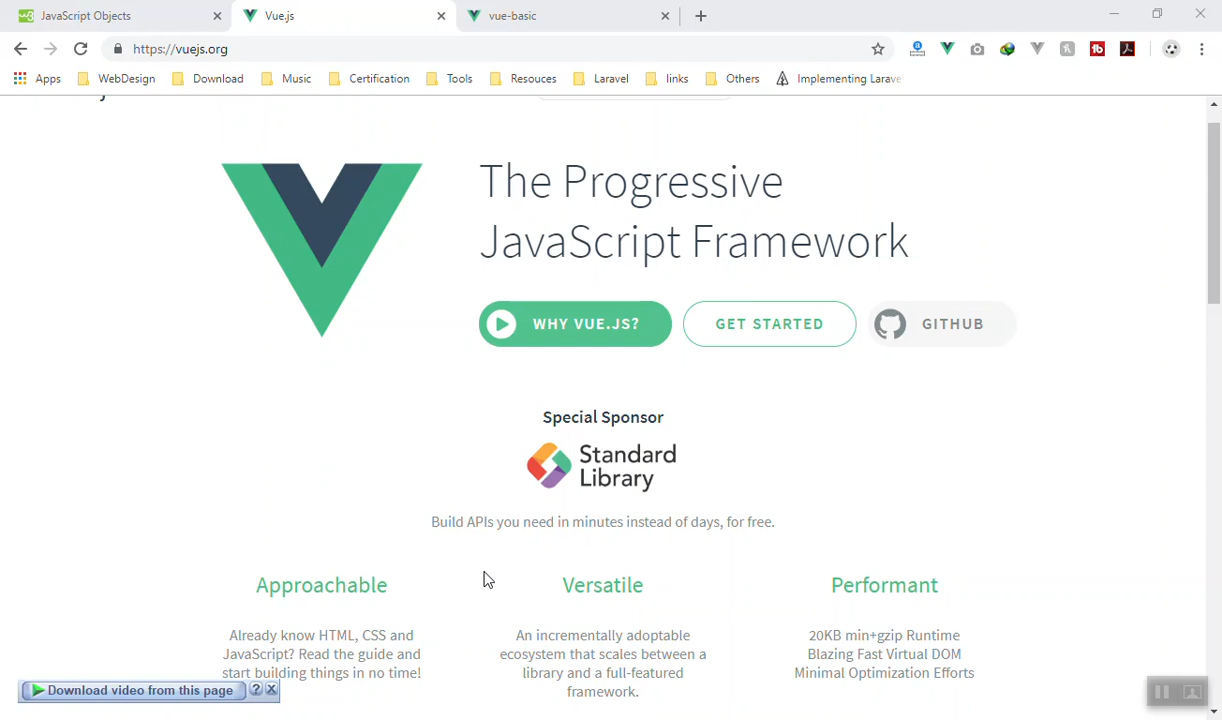 JavaScript Objects
Vue.js
vue-basic
https://vuejs.org
Apps
WebDesign
Download
Music
Certification
Tools
Resouces
Laravel
links
Others
Implementing Larave
The Progressive
JavaScript Framework
WHY VUE.JS?
GET STARTED
GITHUB
Special Sponsor
Standard
Library
Build APIs you need in minutes instead of days, for free.
Approachable
Already know HTML, CSS and
JavaScript? Read the guide and
start building things in no time!
Versatile
An incrementally adoptable
ecosystem that scales between a
library and a full-featured
framework.
Performant
20KB min+gzip Runtime
Blazing Fast Virtual DOM
Minimal Optimization Efforts
Download video from this page